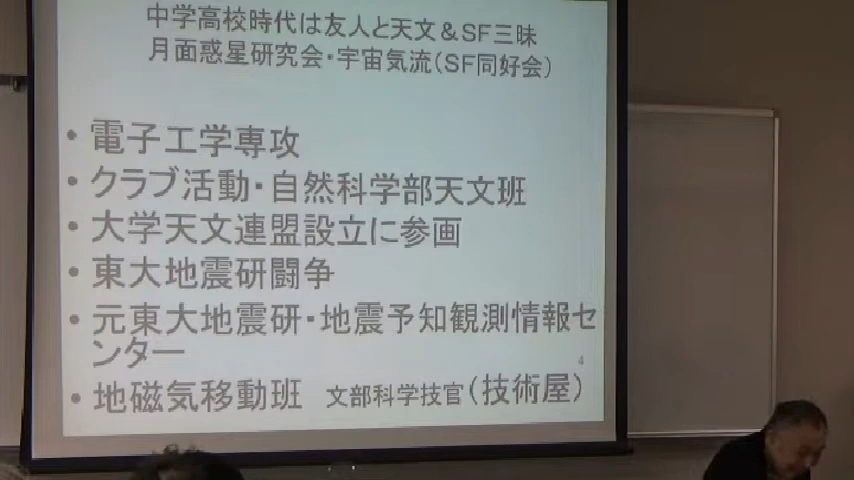 中学高校時代は友人と天文&SF三昧
月面惑星研究会・宇宙気流(SF同好会)
• 電子工学専攻
• クラブ活動・自然科学部天文班
• 大学天文連盟設立に参画
• 東大地震研闘争
• 元東大地震研・地震予知観測情報セ
ンター
4
• 地磁気移動班 文部科学技官(技術屋)